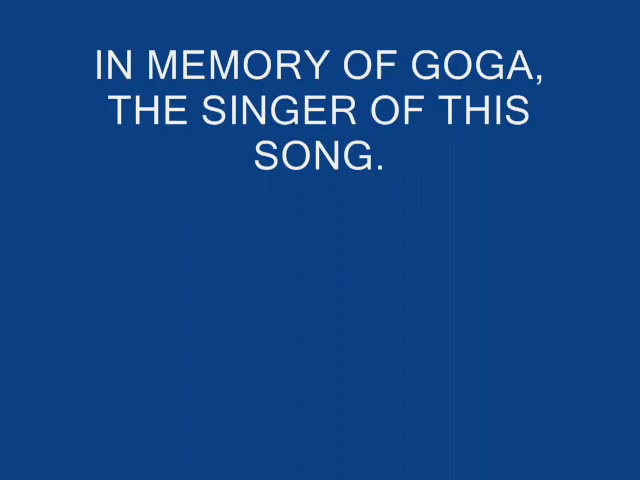 IN MEMORY OF GOGA,
THE SINGER OF THIS
SONG.